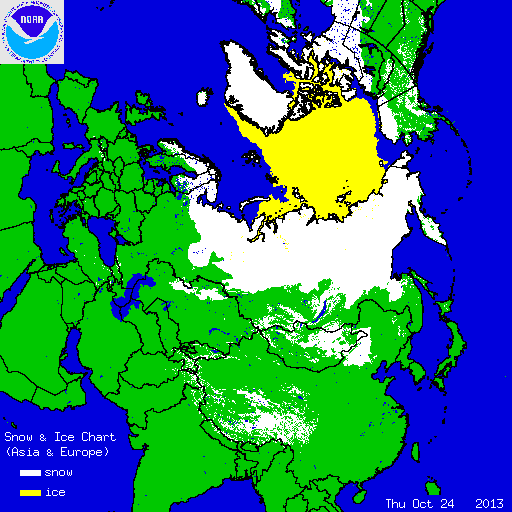 NOAA
Snow & Ice Chart
(Asia & Europe)
snow
ice
Thu Oct 24 2013